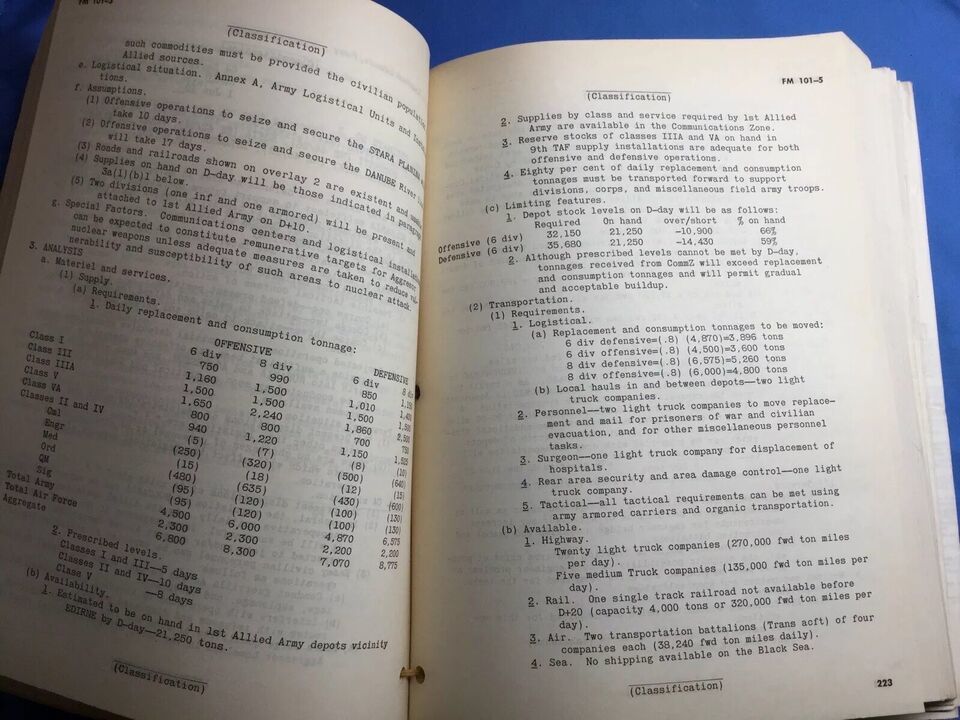 FM 101-5
(Classification)
such commodities must be provided the civilian population
Allied sources.
e. Logistical situation. Annex A, Army Logistical Units and
tions.
f. Assumptions.
(1) Offensive operations to seize and secure the STARA PLANINA
take 10 days.
(2) Offensive operations to seize and secure the DANUBE River
will take 17 days.
(3) Roads and railroads shown on overlay 2 are existent and
(4) Supplies on hand on D-day will be those indicated in paragraph
3a(1)(b)1 below.
(5) Two divisions (one inf and one armored) will be present and
attached to 1st Allied Army on D+10.
g. Special Factors. Communications centers and logistical
can be expected to constitute remunerative targets for Aggressor
nuclear weapons unless adequate measures are taken to reduce vul-
nerability and susceptibility of such areas to nuclear attack.
3. ANALYSIS
a. Materiel and services.
(1) Supply.
(a) Requirements.
1. Daily replacement and consumption tonnage:
OFFENSIVE DEFENSIVE
6 div 8 div 6 div 8
Class I 750 990 850
Class III 1,160 1,500 1,010
Class IIIA 1,500 1,500 1,500
Class V 1,650 2,240 1,860
Class VA 800 800 700 750
Classes II and IV 940 1,220 1,150 1,525
Cml (5) (7) (8) (10)
Engr (250) (320) (500) (640)
Med (15) (18) (12) (15)
Ord (480) (635) (430) (600)
QM (95) (120) (100) (130)
Sig (95) (120) (100) (130)
Total Army 4,500 6,000 4,870 6,575
Total Air Force 2,300 2,300 2,200 2,200
Aggregate 6,800 8,300 7,070 8,775
2. Prescribed levels.
Classes I and III—5 days
Classes II and IV—10 days
Class V —8 days
(b) Availability.
1. Estimated to be on hand in 1st Allied Army depots vicinity
EDIRNE by D-day—21,250 tons.
(Classification)
FM 101-5
(Classification)
2. Supplies by class and service required by 1st Allied
Army are available in the Communications Zone.
3. Reserve stocks of classes IIIA and VA on hand in
9th TAF supply installations are adequate for both
offensive and defensive operations.
4. Eighty per cent of daily replacement and consumption
tonnages must be transported forward to support
divisions, corps, and miscellaneous field army troops.
(c) Limiting features.
1. Depot stock levels on D-day will be as follows:
Required On hand over/short % on hand
Offensive (6 div) 32,150 21,250 -10,900 66%
Defensive (6 div) 35,680 21,250 -14,430 59%
2. Although prescribed levels cannot be met by D-day,
tonnages received from CommZ will exceed replacement
and consumption tonnages and will permit gradual
and acceptable buildup.
(2) Transportation.
(1) Requirements.
1. Logistical.
(a) Replacement and consumption tonnages to be moved:
6 div defensive=(.8) (4,870)=3,896 tons
6 div offensive=(.8) (4,500)=3,600 tons
8 div defensive=(.8) (6,575)=5,260 tons
8 div offensive=(.8) (6,000)=4,800 tons
(b) Local hauls in and between depots—two light
truck companies.
2. Personnel—two light truck companies to move replace-
ment and mail for prisoners of war and civilian
evacuation, and for other miscellaneous personnel
tasks.
3. Surgeon—one light truck company for displacement of
hospitals.
4. Rear area security and area damage control—one light
truck company.
5. Tactical—all tactical requirements can be met using
army armored carriers and organic transportation.
(b) Available.
1. Highway.
Twenty light truck companies (270,000 fwd ton miles
per day).
Five medium Truck companies (135,000 fwd ton miles per
day).
2. Rail. One single track railroad not available before
D+20 (capacity 4,000 tons or 320,000 fwd ton miles per
day).
3. Air. Two transportation battalions (Trans acft) of four
companies each (38,240 fwd ton miles daily).
4. Sea. No shipping available on the Black Sea.
(Classification)
223